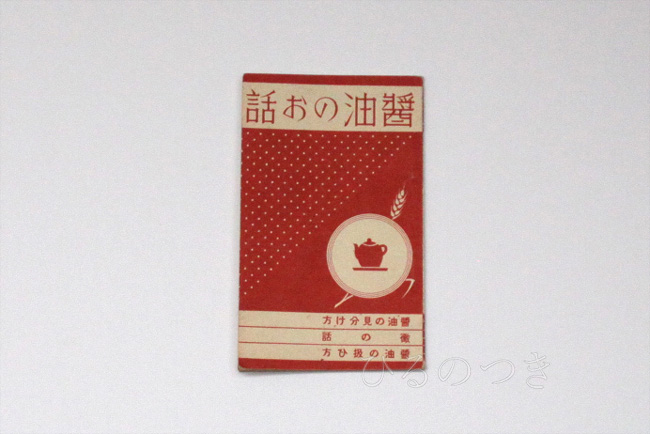 醤油のお話
醤油の見分け方
黴の話
醤油の扱ひ方
ひるのつき